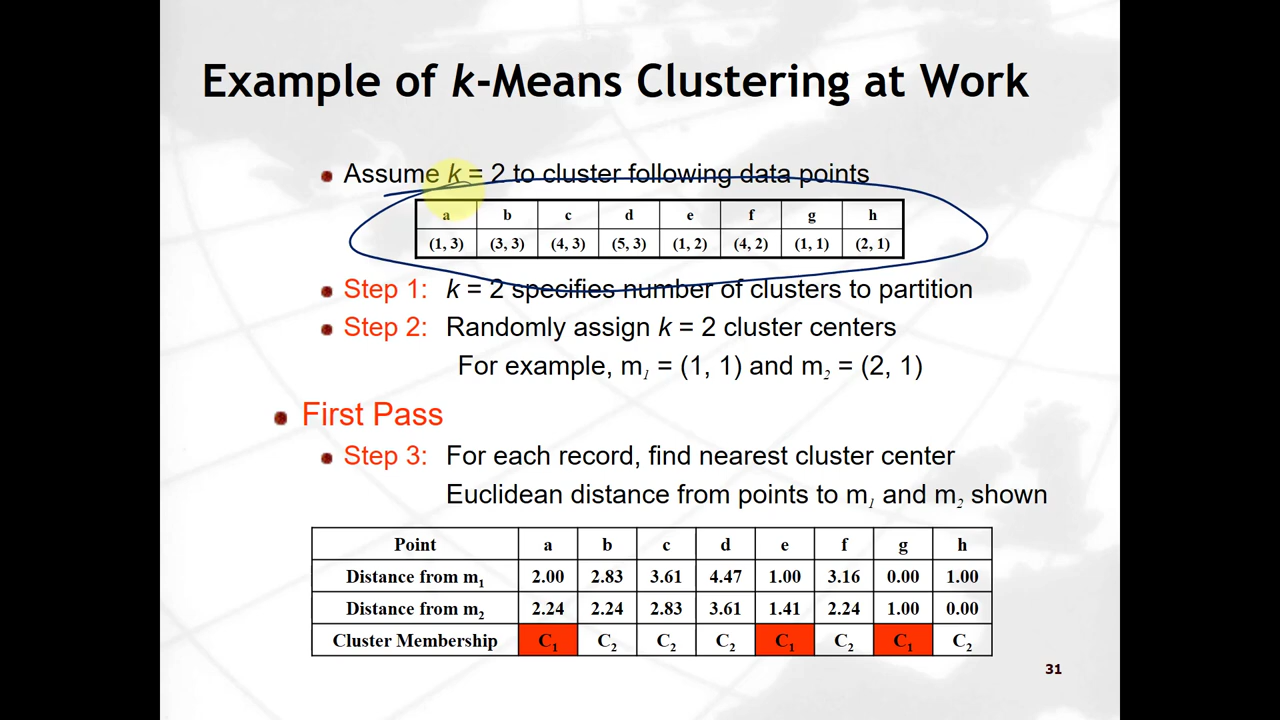 Example of k-Means Clustering at Work
Assume k = 2 to cluster following data points
a b c d e f g h
(1, 3) (3, 3) (4, 3) (5, 3) (1, 2) (4, 2) (1, 1) (2, 1)
Step 1: k = 2 specifies number of clusters to partition
Step 2: Randomly assign k = 2 cluster centers
For example, m1 = (1, 1) and m2 = (2, 1)
First Pass
Step 3: For each record, find nearest cluster center
Euclidean distance from points to m1 and m2 shown
Point a b c d e f g h
Distance from m1 2.00 2.83 3.61 4.47 1.00 3.16 0.00 1.00
Distance from m2 2.24 2.24 2.83 3.61 1.41 2.24 1.00 0.00
Cluster Membership C1 C2 C2 C2 C1 C2 C1 C2
31